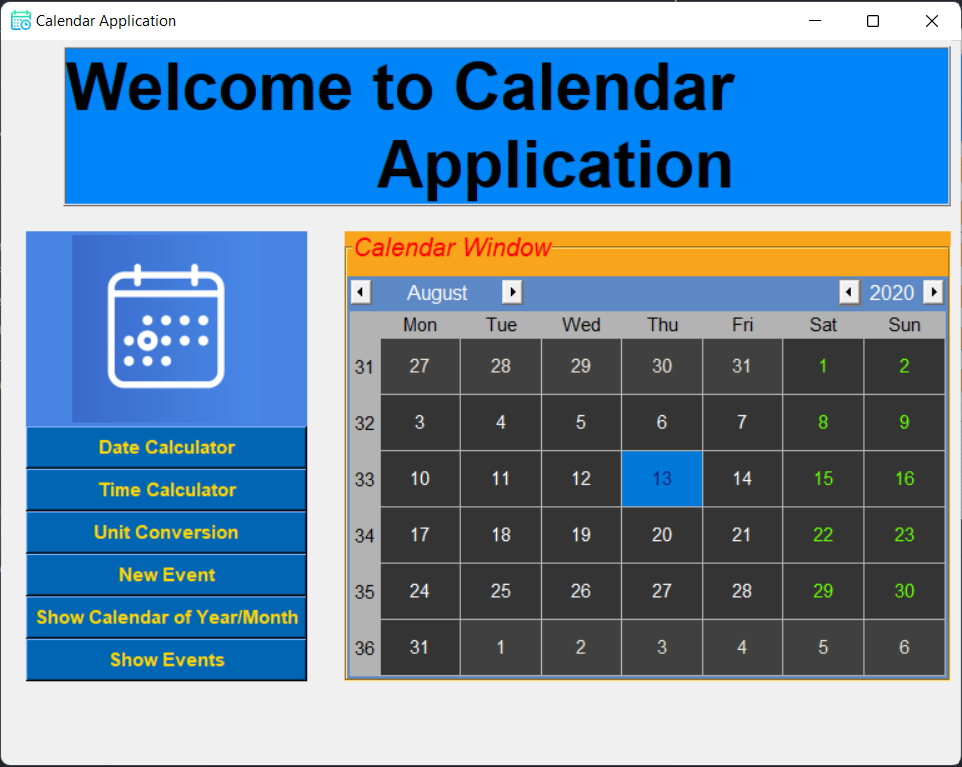 Calendar Application
Welcome to Calendar
Application
Date Calculator
Time Calculator
Unit Conversion
New Event
Show Calendar of Year/Month
Show Events
Calendar Window
August 2020
Mon Tue Wed Thu Fri Sat Sun
31 27 28 29 30 31 1 2
32 3 4 5 6 7 8 9
33 10 11 12 13 14 15 16
34 17 18 19 20 21 22 23
35 24 25 26 27 28 29 30
36 31 1 2 3 4 5 6